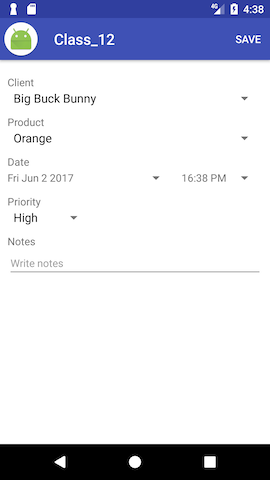 4G 4:38
Class_12 SAVE
Client
Big Buck Bunny
Product
Orange
Date
Fri Jun 2 2017 16:38 PM
Priority
High
Notes
Write notes